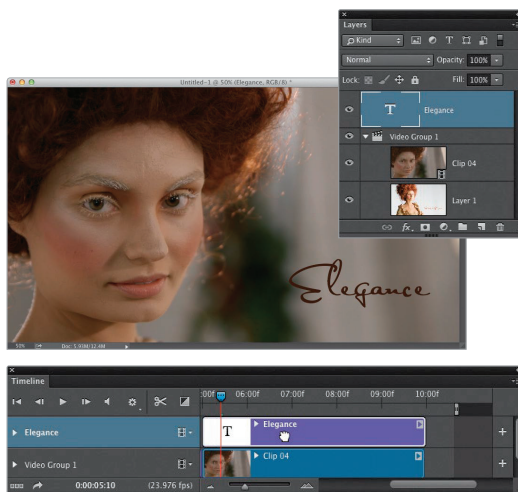 Layers
Kind
Normal
Opacity: 100%
Lock:
Fill: 100%
T
Elegance
Video Group 1
Clip 04
Layer 1
fx
Untitled-1 @ 50% (Elegance, RGB/8) *
Elegance
50%
Doc: 5.93M/12.4M
Timeline
:00f 06:00f 07:00f 08:00f 09:00f 10:00f
Elegance
T Elegance
Video Group 1
Clip 04
0:00:05:10 (23.976 fps)